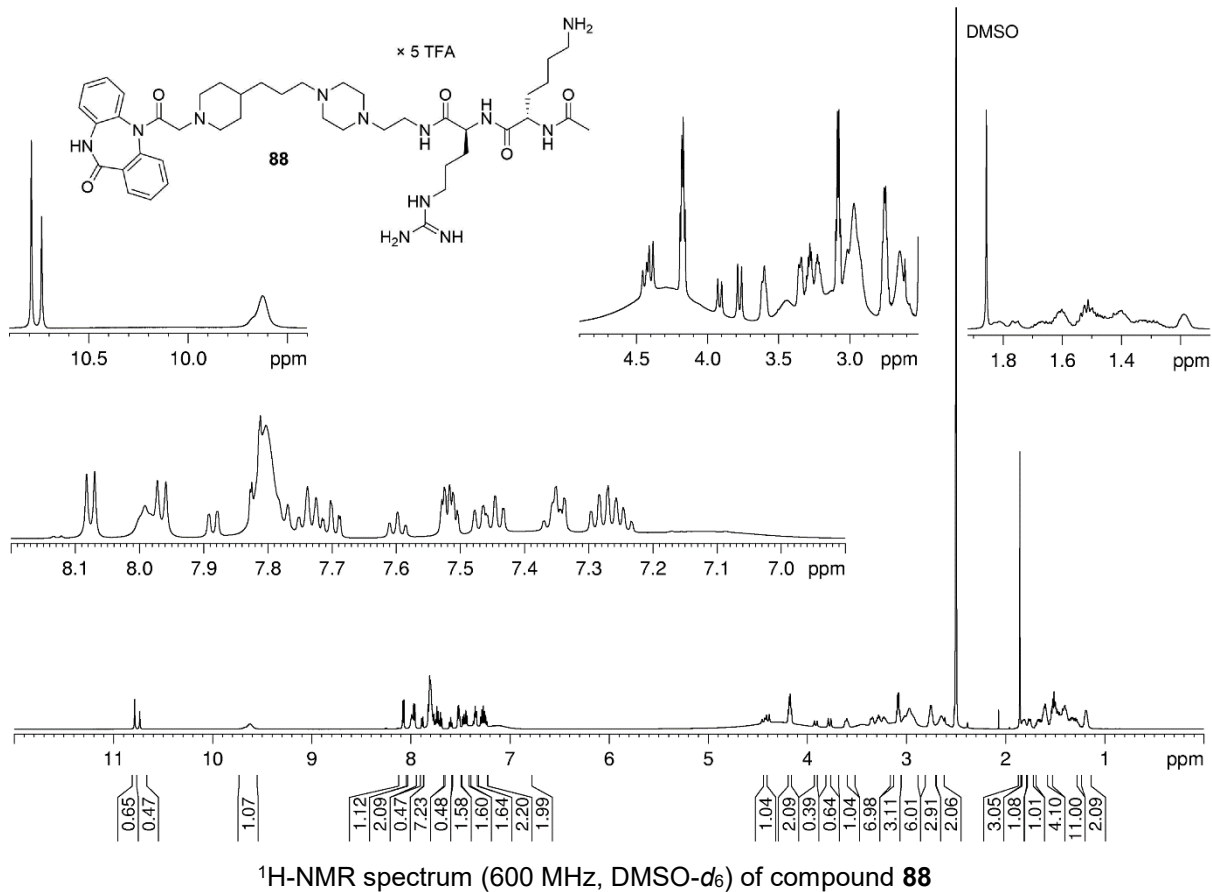 NH2
DMSO
× 5 TFA
O
N
N
O
H
N
O
O
N
N
N
H
N
H
O
N
H
HN
88
O
HN
H2N
NH
10.5 10.0 ppm
4.5 4.0 3.5 3.0 ppm
1.8 1.6 1.4 ppm
8.1 8.0 7.9 7.8 7.7 7.6 7.5 7.4 7.3 7.2 7.1 7.0 ppm
11 10 9 8 7 6 5 4 3 2 1 ppm
0.65 0.47 1.07 1.12 2.09 0.47 7.23 0.48 1.58 1.60 1.64 2.20 1.99 1.04 2.09 0.39 0.64 1.04 6.98 3.11 6.01 2.91 2.06 3.05 1.08 1.01 4.10 11.00 2.09
¹H-NMR spectrum (600 MHz, DMSO-d₆) of compound 88